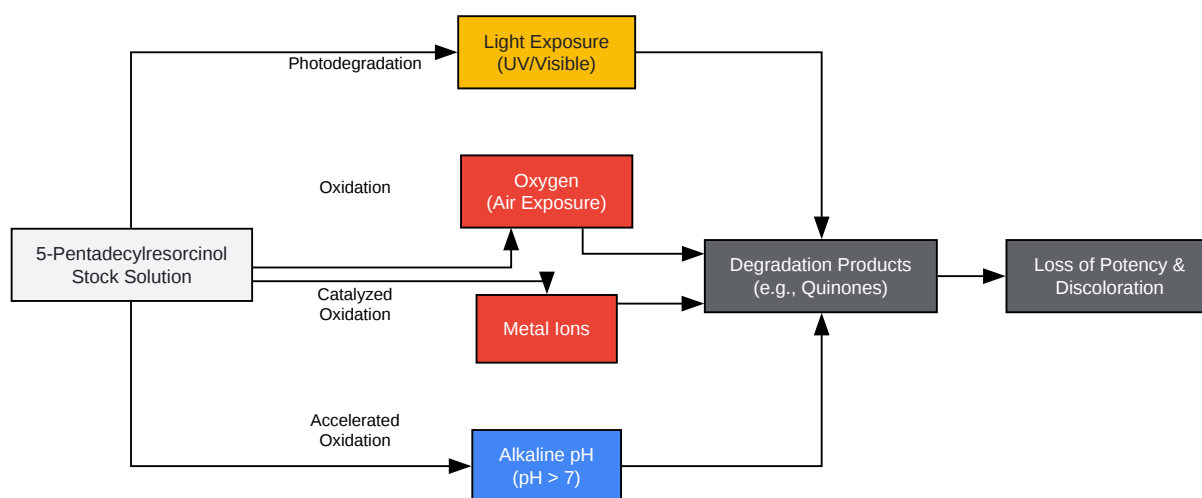 Light Exposure
(UV/Visible)
Photodegradation
Oxidation
Oxygen
(Air Exposure)
5-Pentadecylresorcinol
Stock Solution
Degradation Products
(e.g., Quinones)
Loss of Potency &
Discoloration
Catalyzed
Oxidation
Metal Ions
Accelerated
Oxidation
Alkaline pH
(pH > 7)